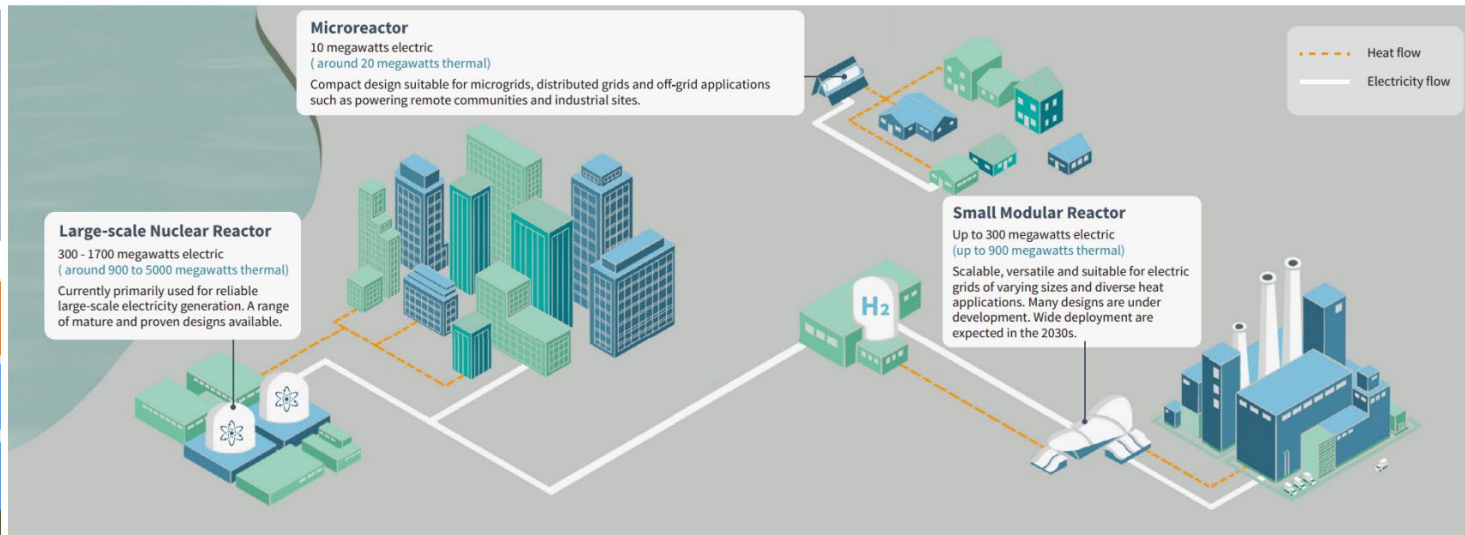 Microreactor
10 megawatts electric
( around 20 megawatts thermal)
Compact design suitable for microgrids, distributed grids and off-grid applications
such as powering remote communities and industrial sites.
Heat flow
Electricity flow
Large-scale Nuclear Reactor
300 - 1700 megawatts electric
( around 900 to 5000 megawatts thermal)
Currently primarily used for reliable
large-scale electricity generation. A range
of mature and proven designs available.
Small Modular Reactor
Up to 300 megawatts electric
(up to 900 megawatts thermal)
Scalable, versatile and suitable for electric
grids of varying sizes and diverse heat
applications. Many designs are under
development. Wide deployment are
expected in the 2030s.
H2